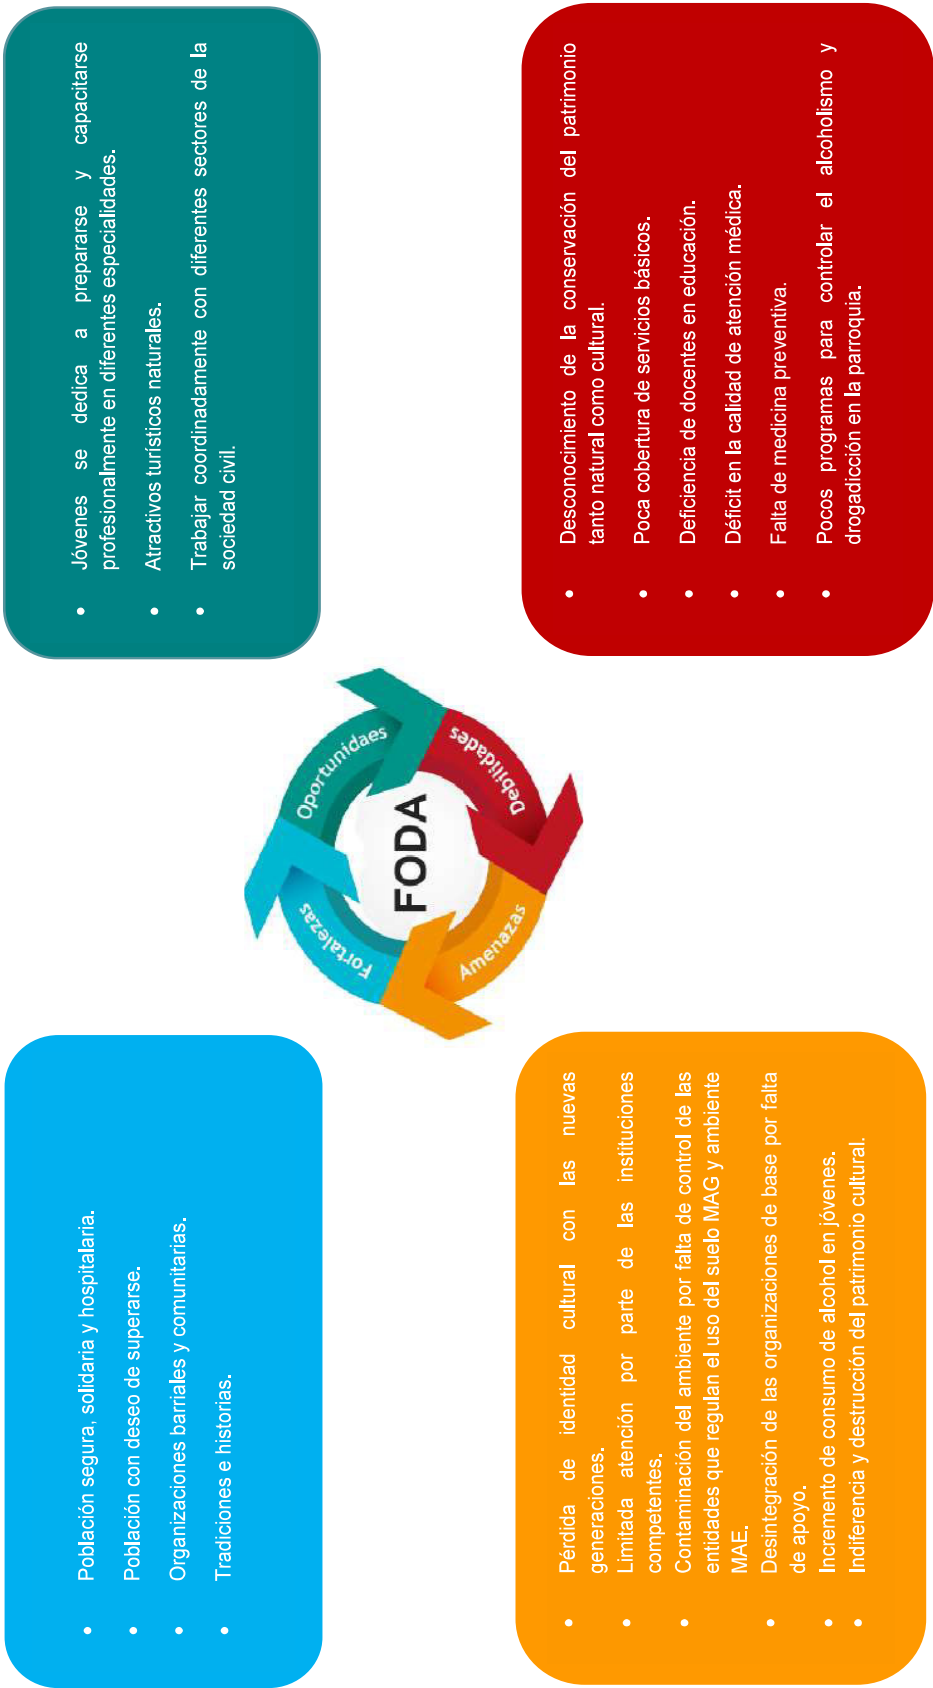 Población segura, solidaria y hospitalaria.
Población con deseo de superarse.
Organizaciones barriales y comunitarias.
Tradiciones e historias.
Jóvenes se dedica a prepararse y capacitarse
profesionalmente en diferentes especialidades.
Atractivos turísticos naturales.
Trabajar coordinadamente con diferentes sectores de la
sociedad civil.
Fortalezas
Oportunidaes
FODA
Amenazas
Debilidades
Pérdida de identidad cultural con las nuevas
generaciones.
Limitada atención por parte de las instituciones
competentes.
Contaminación del ambiente por falta de control de las
entidades que regulan el uso del suelo MAG y ambiente
MAE.
Desintegración de las organizaciones de base por falta
de apoyo.
Incremento de consumo de alcohol en jóvenes.
Indiferencia y destrucción del patrimonio cultural.
Desconocimiento de la conservación del patrimonio
tanto natural como cultural.
Poca cobertura de servicios básicos.
Deficiencia de docentes en educación.
Déficit en la calidad de atención médica.
Falta de medicina preventiva.
Pocos programas para controlar el alcoholismo y
drogadicción en la parroquia.